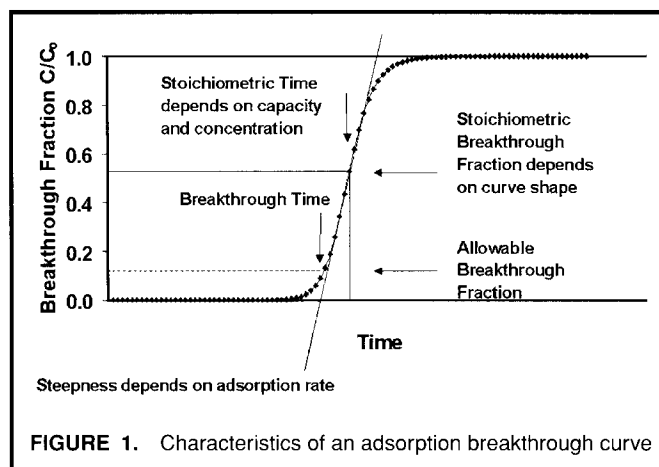 Breakthrough Fraction C/C₀
1.0
0.8
0.6
0.4
0.2
0.0
Stoichiometric Time
depends on capacity
and concentration
Breakthrough Time
Stoichiometric
Breakthrough
Fraction depends
on curve shape
Allowable
Breakthrough
Fraction
Time
Steepness depends on adsorption rate
FIGURE 1. Characteristics of an adsorption breakthrough curve